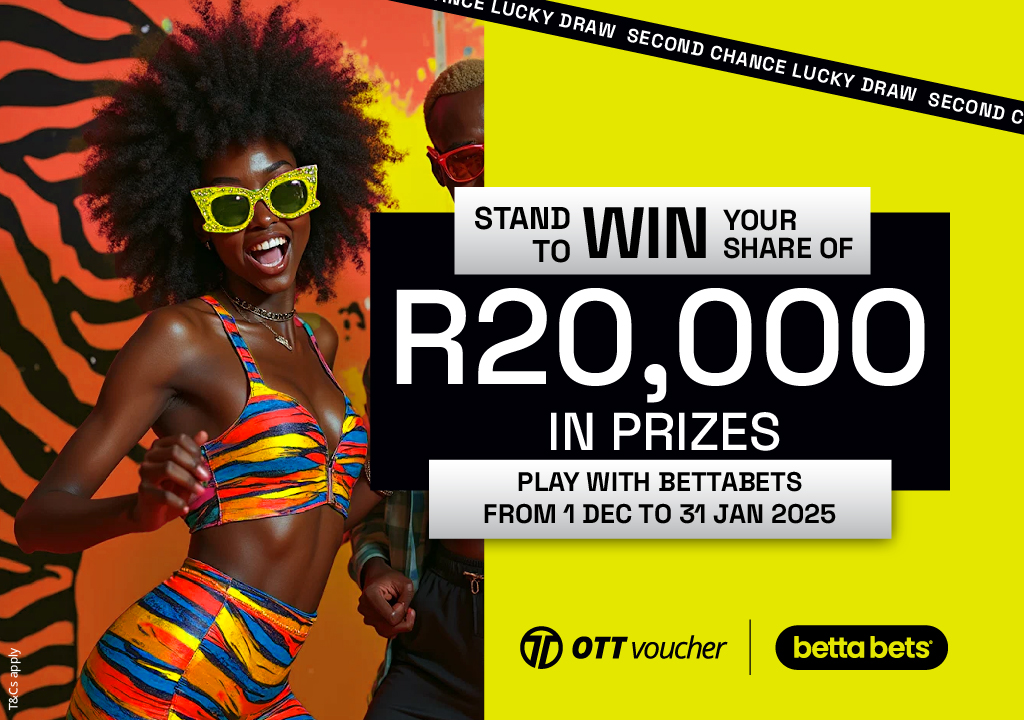 ANCE LUCKY DRAW SECOND CHANCE LUCKY DRAW SECOND C
STAND TO WIN YOUR SHARE OF
R20,000
IN PRIZES
PLAY WITH BETTABETS
FROM 1 DEC TO 31 JAN 2025
OTT voucher
betta bets
T&Cs apply